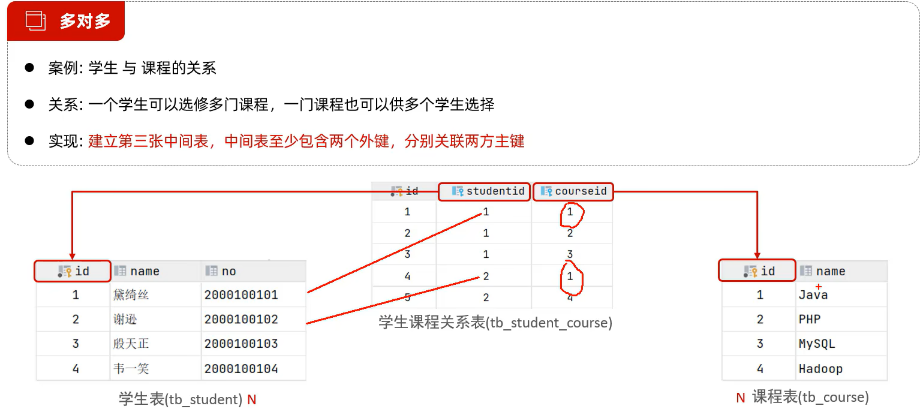 多对多
案例: 学生 与 课程的关系
关系: 一个学生可以选修多门课程，一门课程也可以供多个学生选择
实现: 建立第三张中间表，中间表至少包含两个外键，分别关联两方主键
id studentid courseid
1 1 1
2 1 2
3 1 3
4 2 1
5 2 4
学生课程关系表(tb_student_course)
id name no
1 黛绮丝 2000100101
2 谢逊 2000100102
3 殷天正 2000100103
4 韦一笑 2000100104
学生表(tb_student) N
id name
1 Java
2 PHP
3 MySQL
4 Hadoop
N 课程表(tb_course)